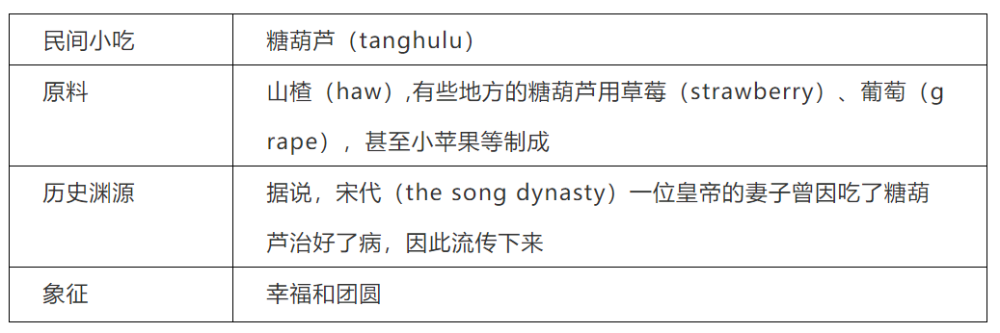 民间小吃 糖葫芦（tanghulu）
原料 山楂（haw）,有些地方的糖葫芦用草莓（strawberry）、葡萄（g
rape），甚至小苹果等制成
历史渊源 据说，宋代（the song dynasty）一位皇帝的妻子曾因吃了糖葫
芦治好了病，因此流传下来
象征 幸福和团圆